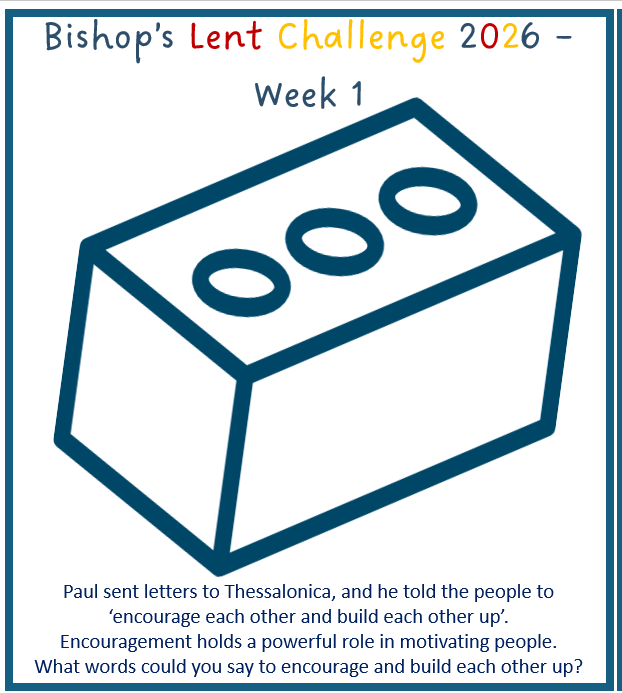 Bishop's Lent Challenge 2026 –
Week 1
Paul sent letters to Thessalonica, and he told the people to
‘encourage each other and build each other up’.
Encouragement holds a powerful role in motivating people.
What words could you say to encourage and build each other up?